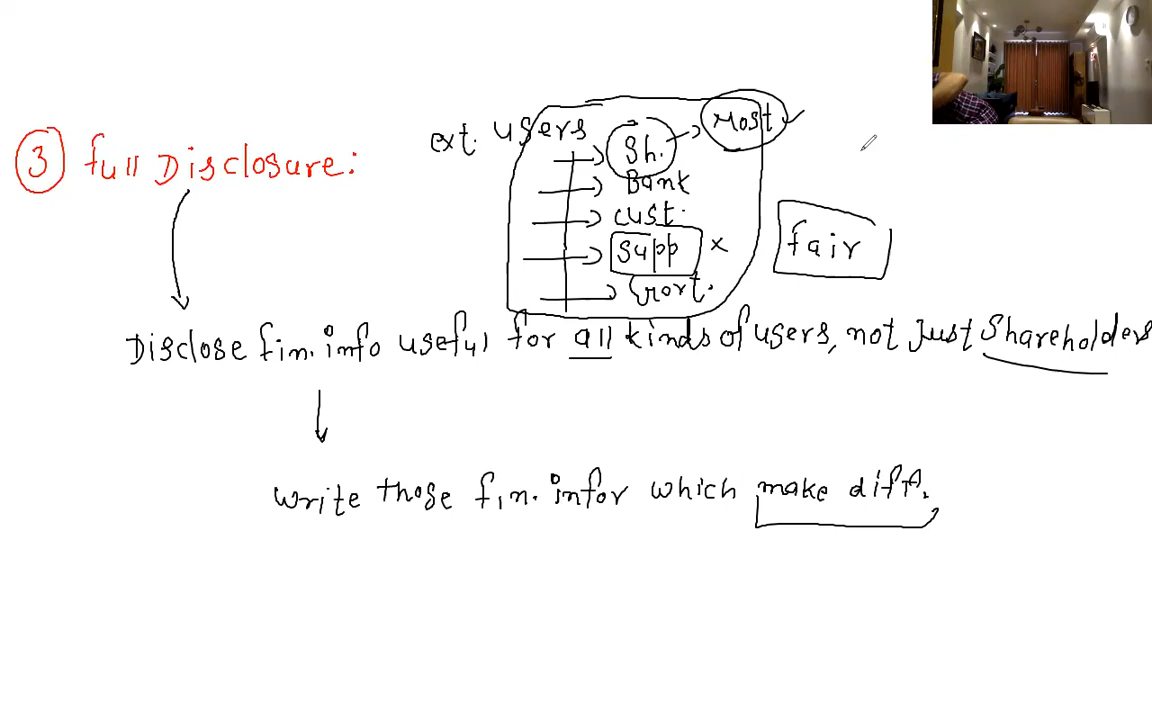 ③ full Disclosure:
ext. users
Sh. → Most ✓
Bank
cust.
Supp ×
Govt.
fair
Disclose fin. info useful for all kinds of users, not just Shareholders
write those fin. infor which make diff.